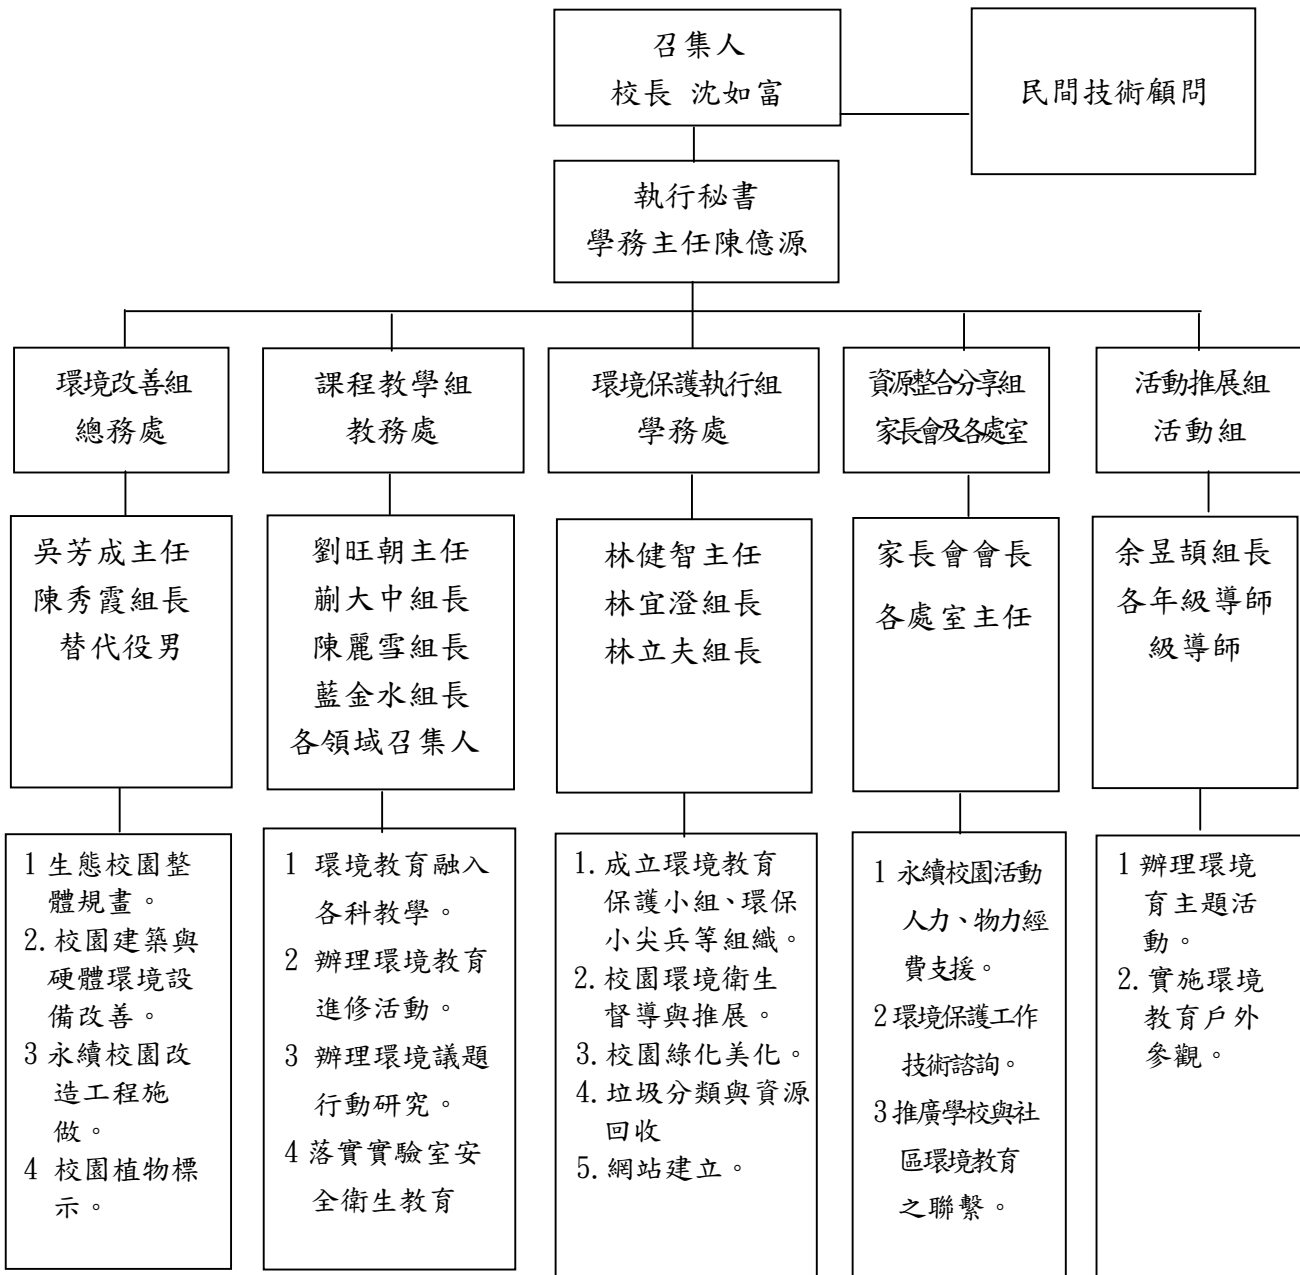 召集人
校長 沈如富
民間技術顧問
執行秘書
學務主任陳億源
環境改善組
總務處
課程教學組
教務處
環境保護執行組
學務處
資源整合分享組
家長會及各處室
活動推展組
活動組
吳芳成主任
陳秀霞組長
替代役男
劉旺朝主任
蒯大中組長
陳麗雪組長
藍金水組長
各領域召集人
林健智主任
林宜澄組長
林立夫組長
家長會會長
各處室主任
余昱頡組長
各年級導師
級導師
1 生態校園整
體規畫。
2. 校園建築與
硬體環境設
備改善。
3 永續校園改
造工程施
做。
4 校園植物標
示。
1 環境教育融入
各科教學。
2 辦理環境教育
進修活動。
3 辦理環境議題
行動研究。
4 落實實驗室安
全衛生教育
1. 成立環境教育
保護小組、環保
小尖兵等組織。
2. 校園環境衛生
督導與推展。
3. 校園綠化美化。
4. 垃圾分類與資源
回收
5. 網站建立。
1 永續校園活動
人力、物力經
費支援。
2 環境保護工作
技術諮詢。
3 推廣學校與社
區環境教育
之聯繫。
1 辦理環境
育主題活
動。
2. 實施環境
教育戶外
參觀。